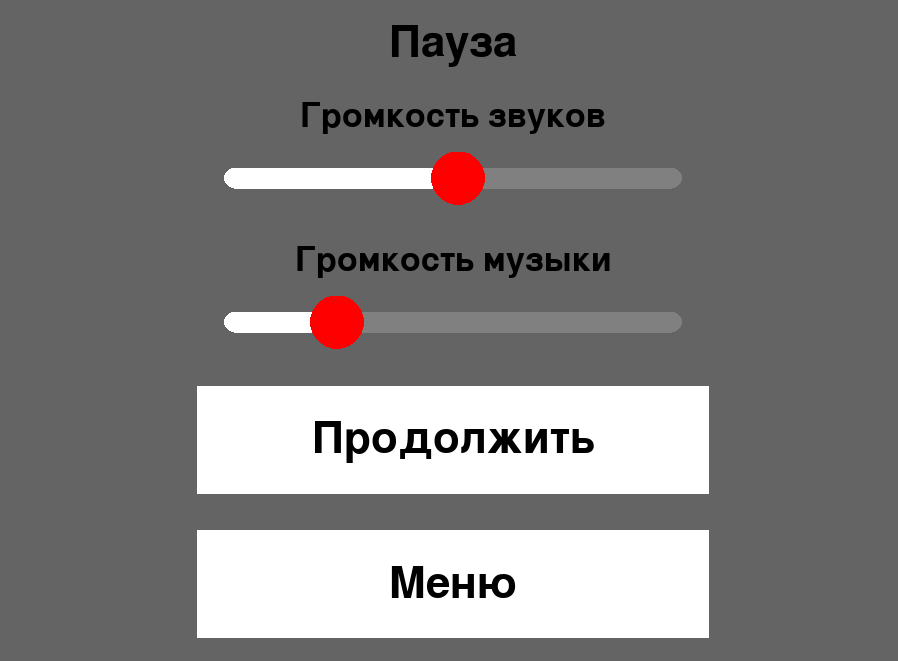 Пауза
Громкость звуков
Громкость музыки
Продолжить
Меню